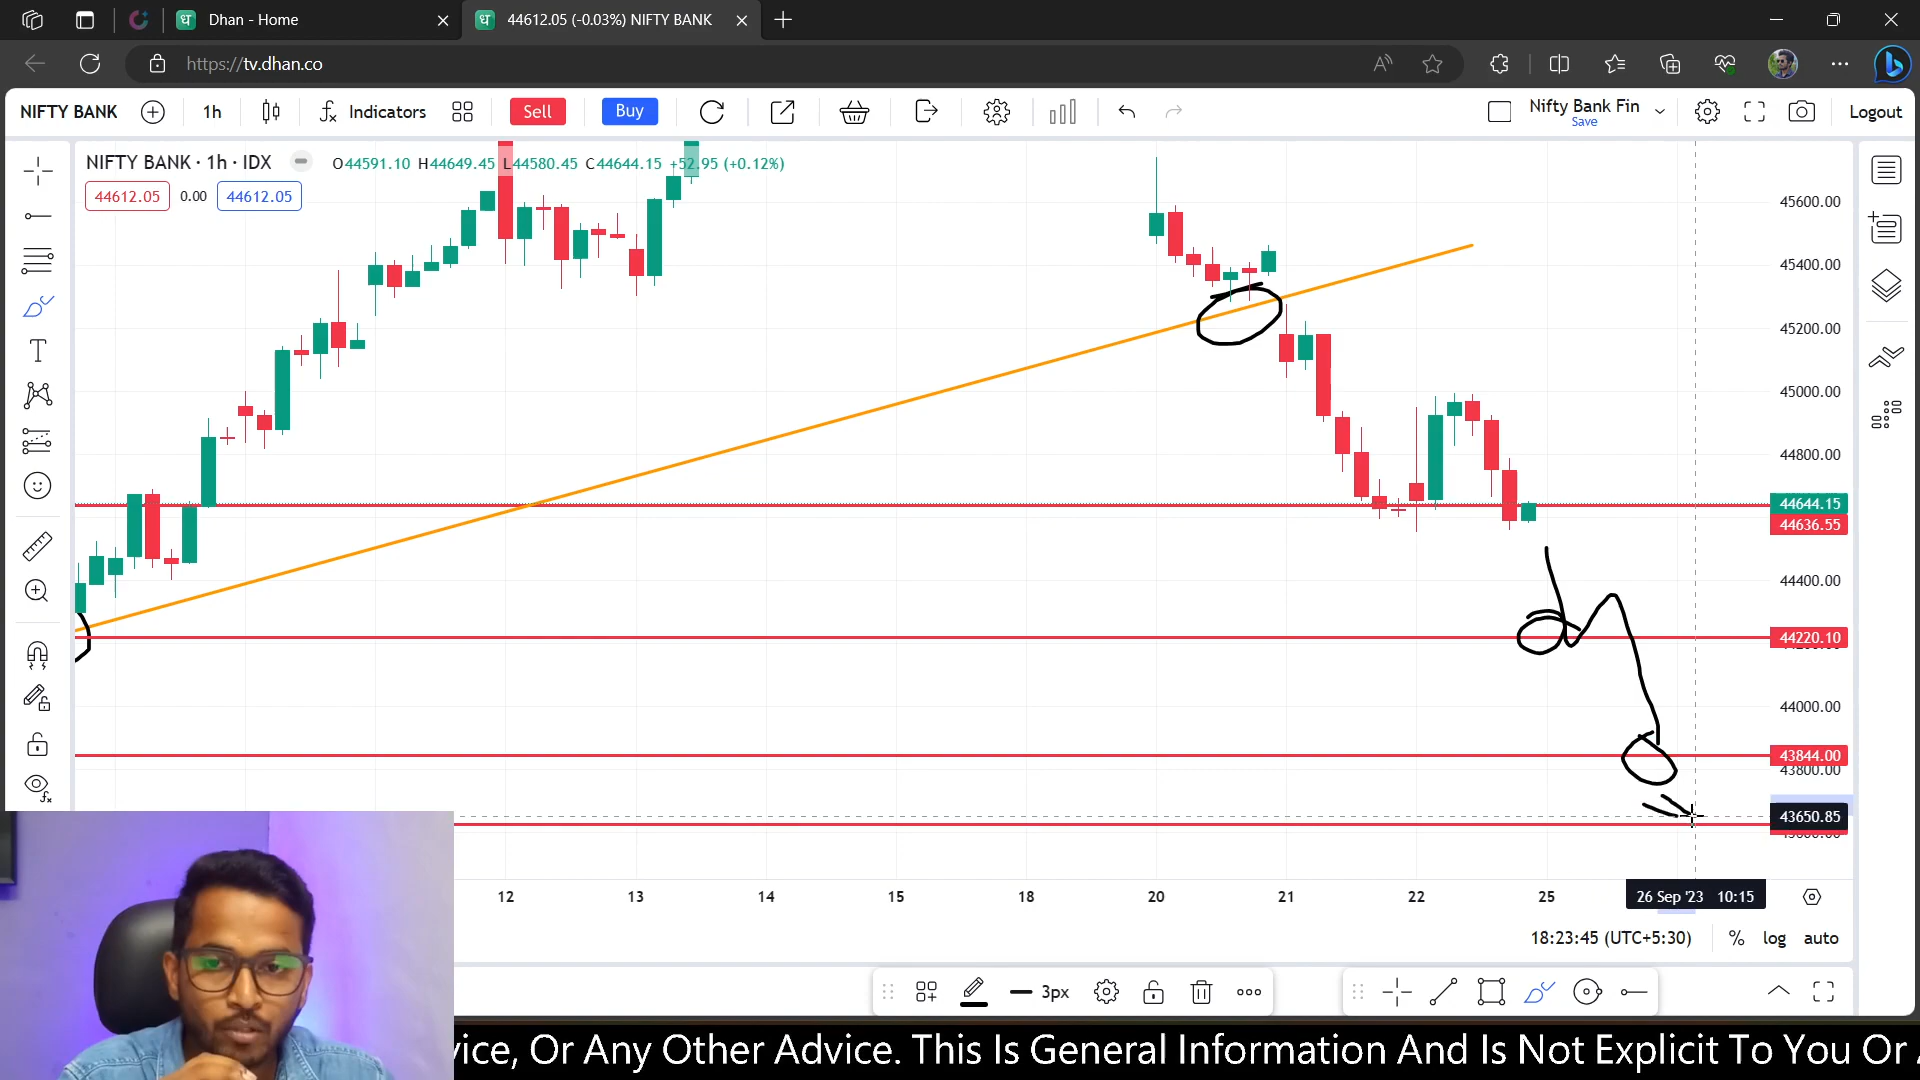 Dhan - Home
44612.05 (-0.03%) NIFTY BANK
https://tv.dhan.co
NIFTY BANK
1h
Indicators
Sell
Buy
Nifty Bank Fin
Save
Logout
NIFTY BANK · 1h · IDX
O44591.10 H44649.45 L44580.45 C44644.15 +52.95 (+0.12%)
44612.05
0.00
44612.05
45600.00
45400.00
45200.00
45000.00
44800.00
44644.15
44636.55
44400.00
44220.10
44000.00
43844.00
43800.00
43650.85
12
13
14
15
18
20
21
22
25
26 Sep '23 10:15
18:23:45 (UTC+5:30)
%
log
auto
3px
vice, Or Any Other Advice. This Is General Information And Is Not Explicit To You Or